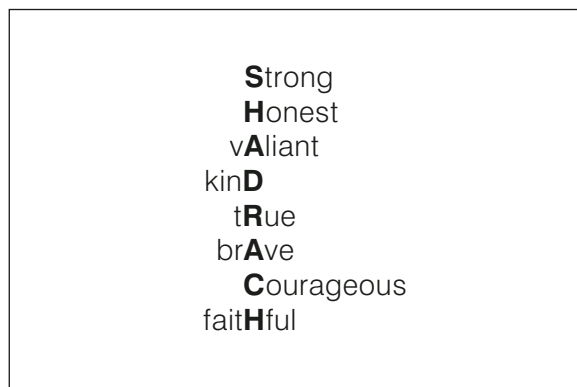 Strong
Honest
vAliant
kinD
tRue
brAve
Courageous
faitHful